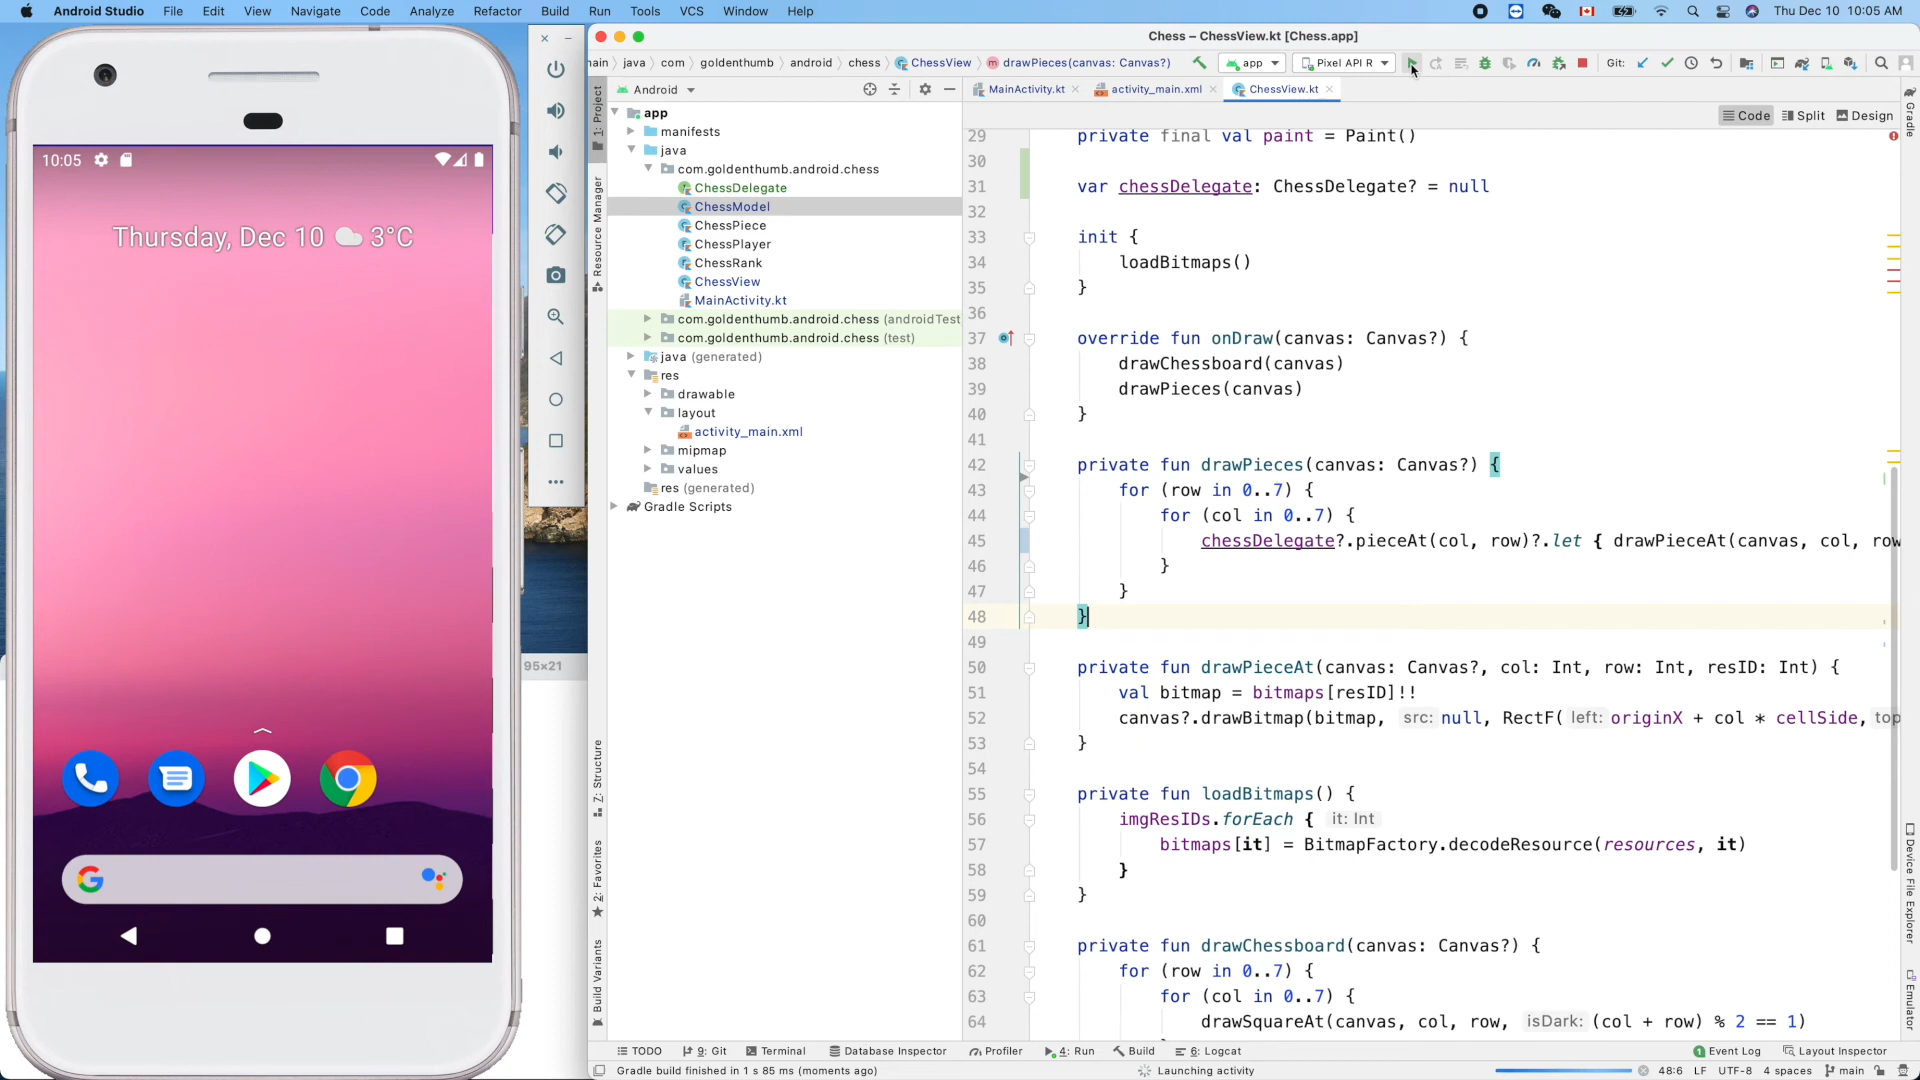 Android Studio File Edit View Navigate Code Analyze Refactor Build Run Tools VCS Window Help Thu Dec 10 10:05 AM
Chess – ChessView.kt [Chess.app]
java com goldenthumb android chess ChessView drawPieces(canvas: Canvas?) app Pixel API R Git:
Android
MainActivity.kt activity_main.xml ChessView.kt
Code Split Design
10:05
Thursday, Dec 10 3°C
95×21
1: Project
Resource Manager
Z: Structure
2: Favorites
Build Variants
app
manifests
java
com.goldenthumb.android.chess
ChessDelegate
ChessModel
ChessPiece
ChessPlayer
ChessRank
ChessView
MainActivity.kt
com.goldenthumb.android.chess (androidTest
com.goldenthumb.android.chess (test)
java (generated)
res
drawable
layout
activity_main.xml
mipmap
values
res (generated)
Gradle Scripts
29 private final val paint = Paint()
30
31 var chessDelegate: ChessDelegate? = null
32
33 init {
34 loadBitmaps()
35 }
36
37 override fun onDraw(canvas: Canvas?) {
38 drawChessboard(canvas)
39 drawPieces(canvas)
40 }
41
42 private fun drawPieces(canvas: Canvas?) {
43 for (row in 0..7) {
44 for (col in 0..7) {
45 chessDelegate?.pieceAt(col, row)?.let { drawPieceAt(canvas, col, row
46 }
47 }
48 }
49
50 private fun drawPieceAt(canvas: Canvas?, col: Int, row: Int, resID: Int) {
51 val bitmap = bitmaps[resID]!!
52 canvas?.drawBitmap(bitmap, src: null, RectF( left: originX + col * cellSide, top
53 }
54
55 private fun loadBitmaps() {
56 imgResIDs.forEach { it: Int
57 bitmaps[it] = BitmapFactory.decodeResource(resources, it)
58 }
59 }
60
61 private fun drawChessboard(canvas: Canvas?) {
62 for (row in 0..7) {
63 for (col in 0..7) {
64 drawSquareAt(canvas, col, row, isDark: (col + row) % 2 == 1)
Gradle
Device File Explorer
Emulator
TODO 9: Git Terminal Database Inspector Profiler 4: Run Build 6: Logcat 1 Event Log Layout Inspector
Gradle build finished in 1 s 85 ms (moments ago) Launching activity 48:6 LF UTF-8 4 spaces main